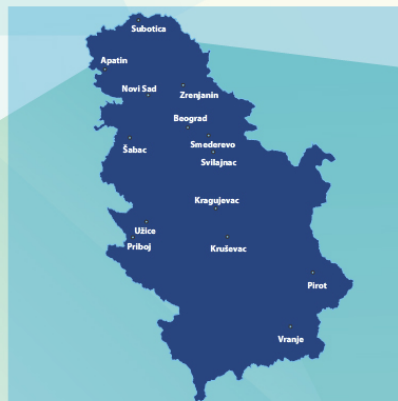 Subotica
Apatin
Novi Sad
Zrenjanin
Beograd
Smederevo
Šabac
Svilajnac
Kragujevac
Užice
Priboj
Kruševac
Pirot
Vranje